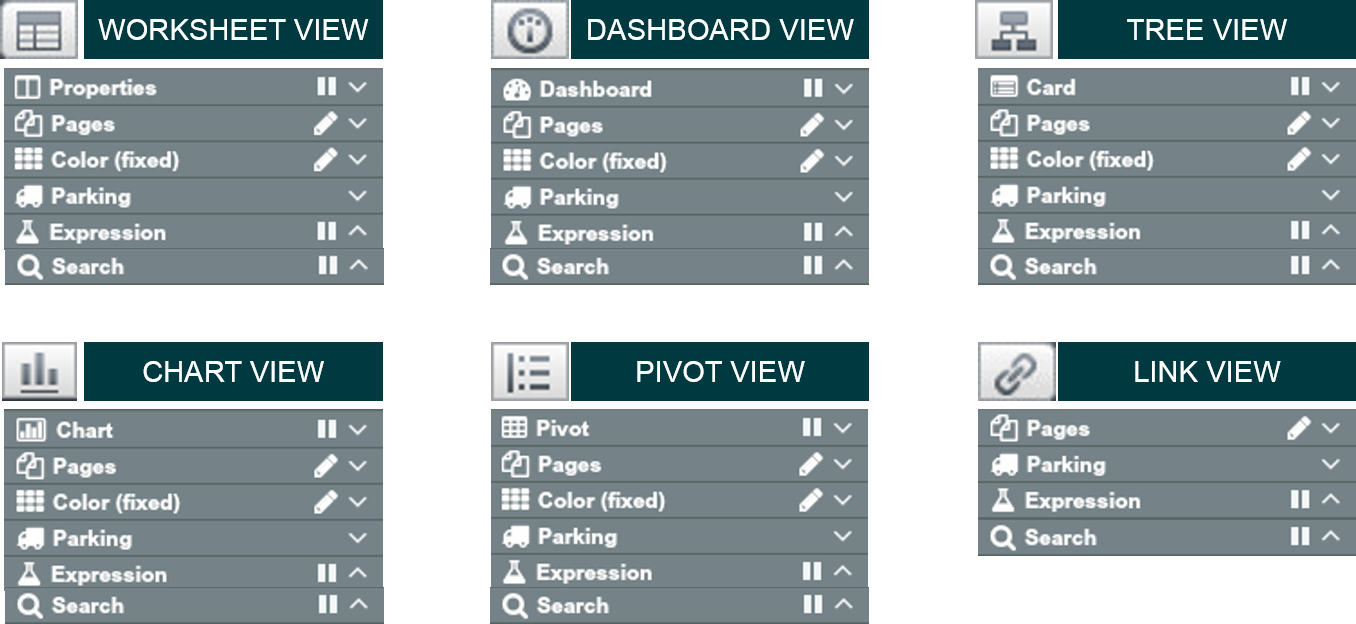 WORKSHEET VIEW
Properties
Pages
Color (fixed)
Parking
Expression
Search
DASHBOARD VIEW
Dashboard
Pages
Color (fixed)
Parking
Expression
Search
TREE VIEW
Card
Pages
Color (fixed)
Parking
Expression
Search
CHART VIEW
Chart
Pages
Color (fixed)
Parking
Expression
Search
PIVOT VIEW
Pivot
Pages
Color (fixed)
Parking
Expression
Search
LINK VIEW
Pages
Parking
Expression
Search